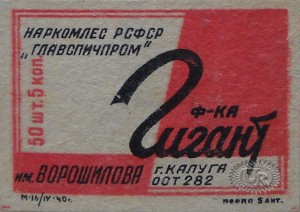 НАРКОМЛЕС РСФСР
„ГЛАВСПИЧПРОМ"
50 ШТ. 5 КОП.
Ф-КА
Гигант
им. ВОРОШИЛОВА
г. КАЛУГА
ОСТ 282
М-16/IV-40г.